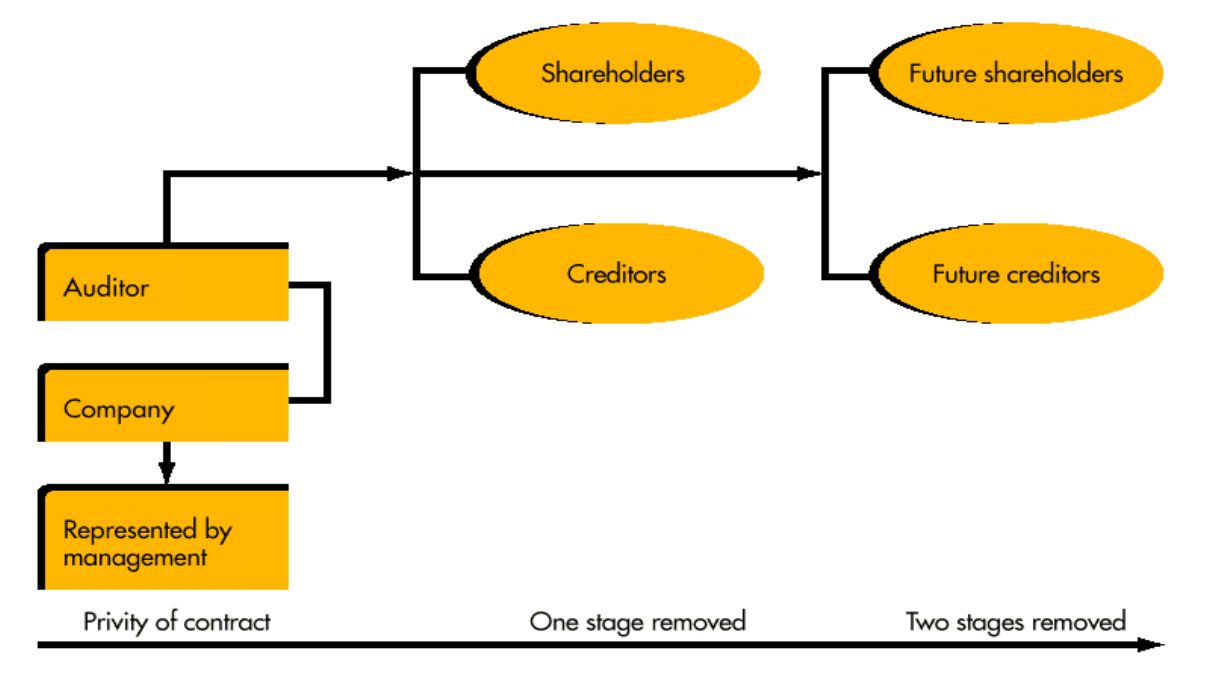 Shareholders
Future shareholders
Auditor
Creditors
Future creditors
Company
Represented by
management
Privity of contract
One stage removed
Two stages removed